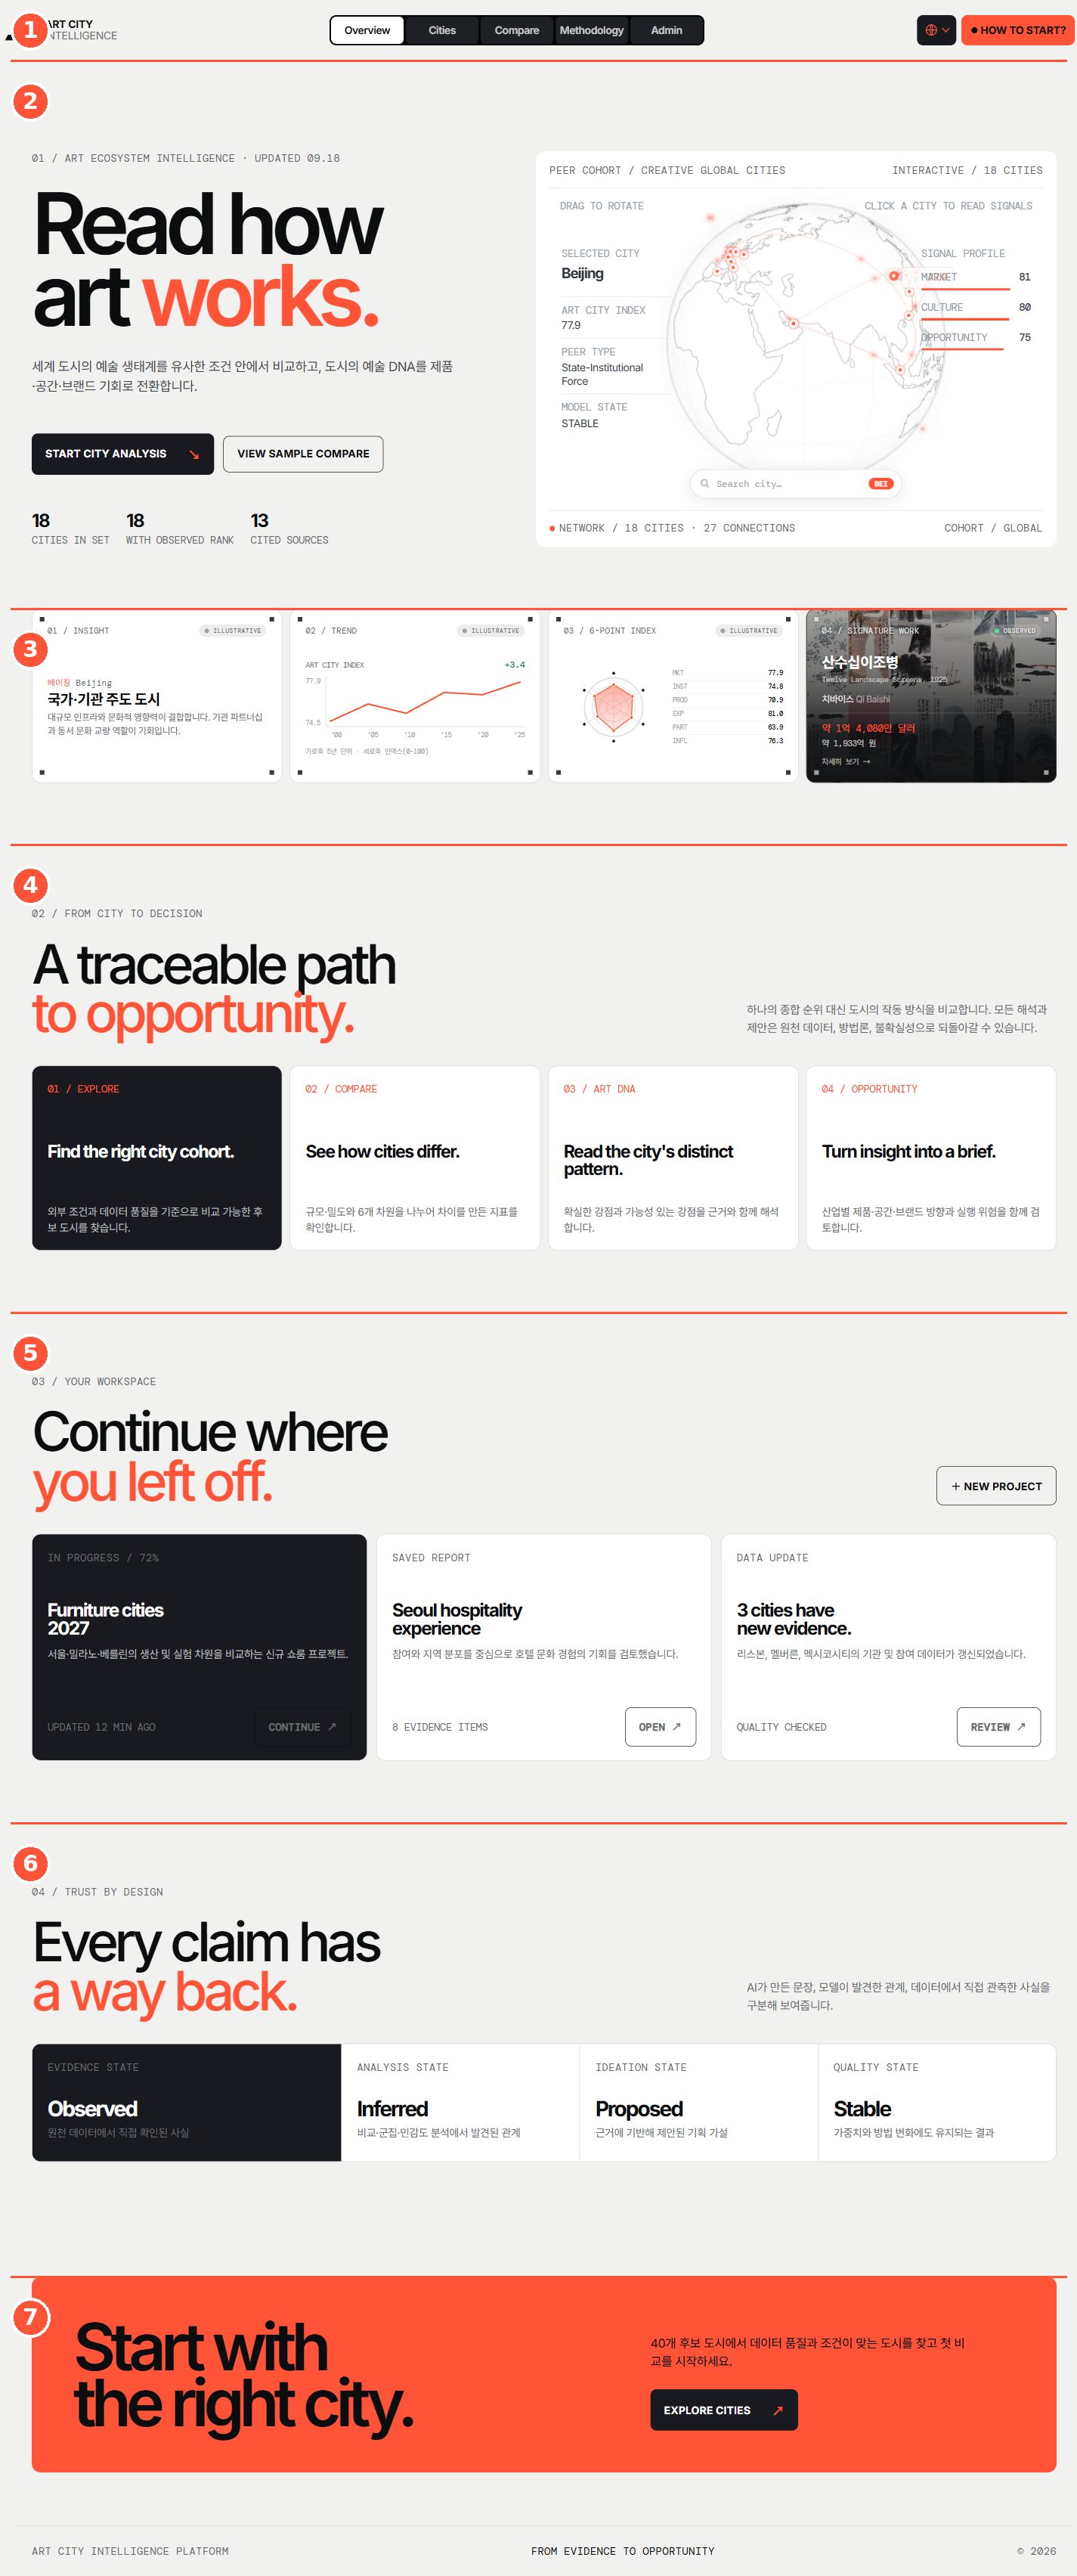 1
ART CITY
INTELLIGENCE
Overview
Cities
Compare
Methodology
Admin
HOW TO START?
2
01 / ART ECOSYSTEM INTELLIGENCE · UPDATED 09.18
Read how
art works.
세계 도시의 예술 생태계를 유사한 조건 안에서 비교하고, 도시의 예술 DNA를 제품
·공간·브랜드 기회로 전환합니다.
START CITY ANALYSIS ↘
VIEW SAMPLE COMPARE
18
CITIES IN SET
18
WITH OBSERVED RANK
13
CITED SOURCES
PEER COHORT / CREATIVE GLOBAL CITIES
INTERACTIVE / 18 CITIES
DRAG TO ROTATE
CLICK A CITY TO READ SIGNALS
SELECTED CITY
Beijing
ART CITY INDEX
77.9
PEER TYPE
State-Institutional
Force
MODEL STATE
STABLE
SIGNAL PROFILE
MARKET 81
CULTURE 80
OPPORTUNITY 75
Search city…
BEI
NETWORK / 18 CITIES · 27 CONNECTIONS
COHORT / GLOBAL
3
01 / INSIGHT
ILLUSTRATIVE
베이징 Beijing
국가·기관 주도 도시
대규모 인프라와 문화적 영향력이 결합합니다. 기관 파트너십
과 동서 문화 교량 역할이 기회입니다.
02 / TREND
ILLUSTRATIVE
ART CITY INDEX
+3.4
77.9
74.5
'00 '05 '10 '15 '20 '25
가로축 5년 단위 · 세로축 인덱스(0–100)
03 / 6-POINT INDEX
ILLUSTRATIVE
MKT 77.9
INST 74.8
PROD 70.9
EXP 81.0
PART 63.9
INFL 76.3
04 / SIGNATURE WORK
OBSERVED
산수십이조병
Twelve Landscape Screens · 1925
치바이스 Qi Baishi
약 1억 4,080만 달러
약 1,933억 원
자세히 보기 →
4
02 / FROM CITY TO DECISION
A traceable path
to opportunity.
하나의 종합 순위 대신 도시의 작동 방식을 비교합니다. 모든 해석과
제안은 원천 데이터, 방법론, 불확실성으로 되돌아갈 수 있습니다.
01 / EXPLORE
Find the right city cohort.
외부 조건과 데이터 품질을 기준으로 비교 가능한 후
보 도시를 찾습니다.
02 / COMPARE
See how cities differ.
규모·밀도와 6개 차원을 나누어 차이를 만든 지표를
확인합니다.
03 / ART DNA
Read the city's distinct
pattern.
확실한 강점과 가능성 있는 강점을 근거와 함께 해석
합니다.
04 / OPPORTUNITY
Turn insight into a brief.
산업별 제품·공간·브랜드 방향과 실행 위험을 함께 검
토합니다.
5
03 / YOUR WORKSPACE
Continue where
you left off.
+ NEW PROJECT
IN PROGRESS / 72%
Furniture cities
2027
서울·밀라노·베를린의 생산 및 실험 차원을 비교하는 신규 쇼룸 프로젝트.
UPDATED 12 MIN AGO
CONTINUE ↗
SAVED REPORT
Seoul hospitality
experience
참여와 지역 분포를 중심으로 호텔 문화 경험의 기회를 검토했습니다.
8 EVIDENCE ITEMS
OPEN ↗
DATA UPDATE
3 cities have
new evidence.
리스본, 멜버른, 멕시코시티의 기관 및 참여 데이터가 갱신되었습니다.
QUALITY CHECKED
REVIEW ↗
6
04 / TRUST BY DESIGN
Every claim has
a way back.
AI가 만든 문장, 모델이 발견한 관계, 데이터에서 직접 관측한 사실을
구분해 보여줍니다.
EVIDENCE STATE
Observed
원천 데이터에서 직접 확인된 사실
ANALYSIS STATE
Inferred
비교·군집·민감도 분석에서 발견된 관계
IDEATION STATE
Proposed
근거에 기반해 제안된 기획 가설
QUALITY STATE
Stable
가중치와 방법 변화에도 유지되는 결과
7
Start with
the right city.
40개 후보 도시에서 데이터 품질과 조건이 맞는 도시를 찾고 첫 비
교를 시작하세요.
EXPLORE CITIES ↗
ART CITY INTELLIGENCE PLATFORM
FROM EVIDENCE TO OPPORTUNITY
© 2026